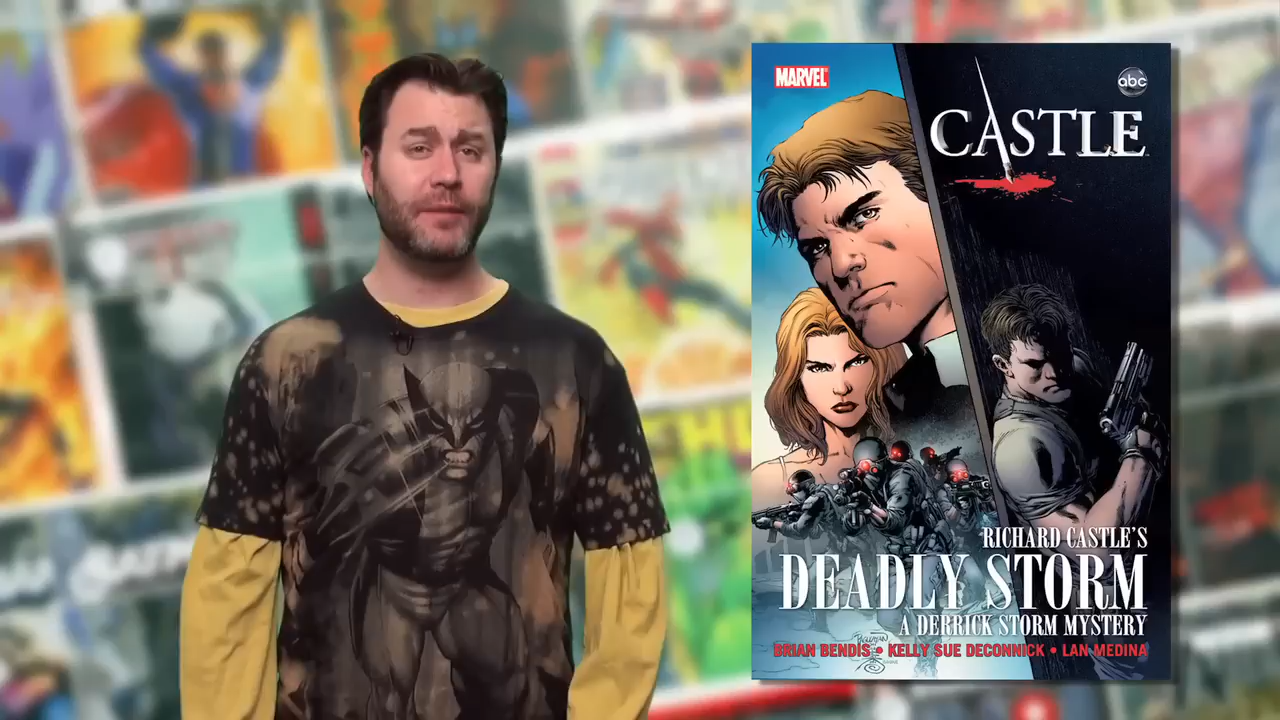 MARVEL
abc
CASTLE
RICHARD CASTLE'S
DEADLY STORM
A DERRICK STORM MYSTERY
BRIAN BENDIS • KELLY SUE DECONNICK • LAN MEDINA